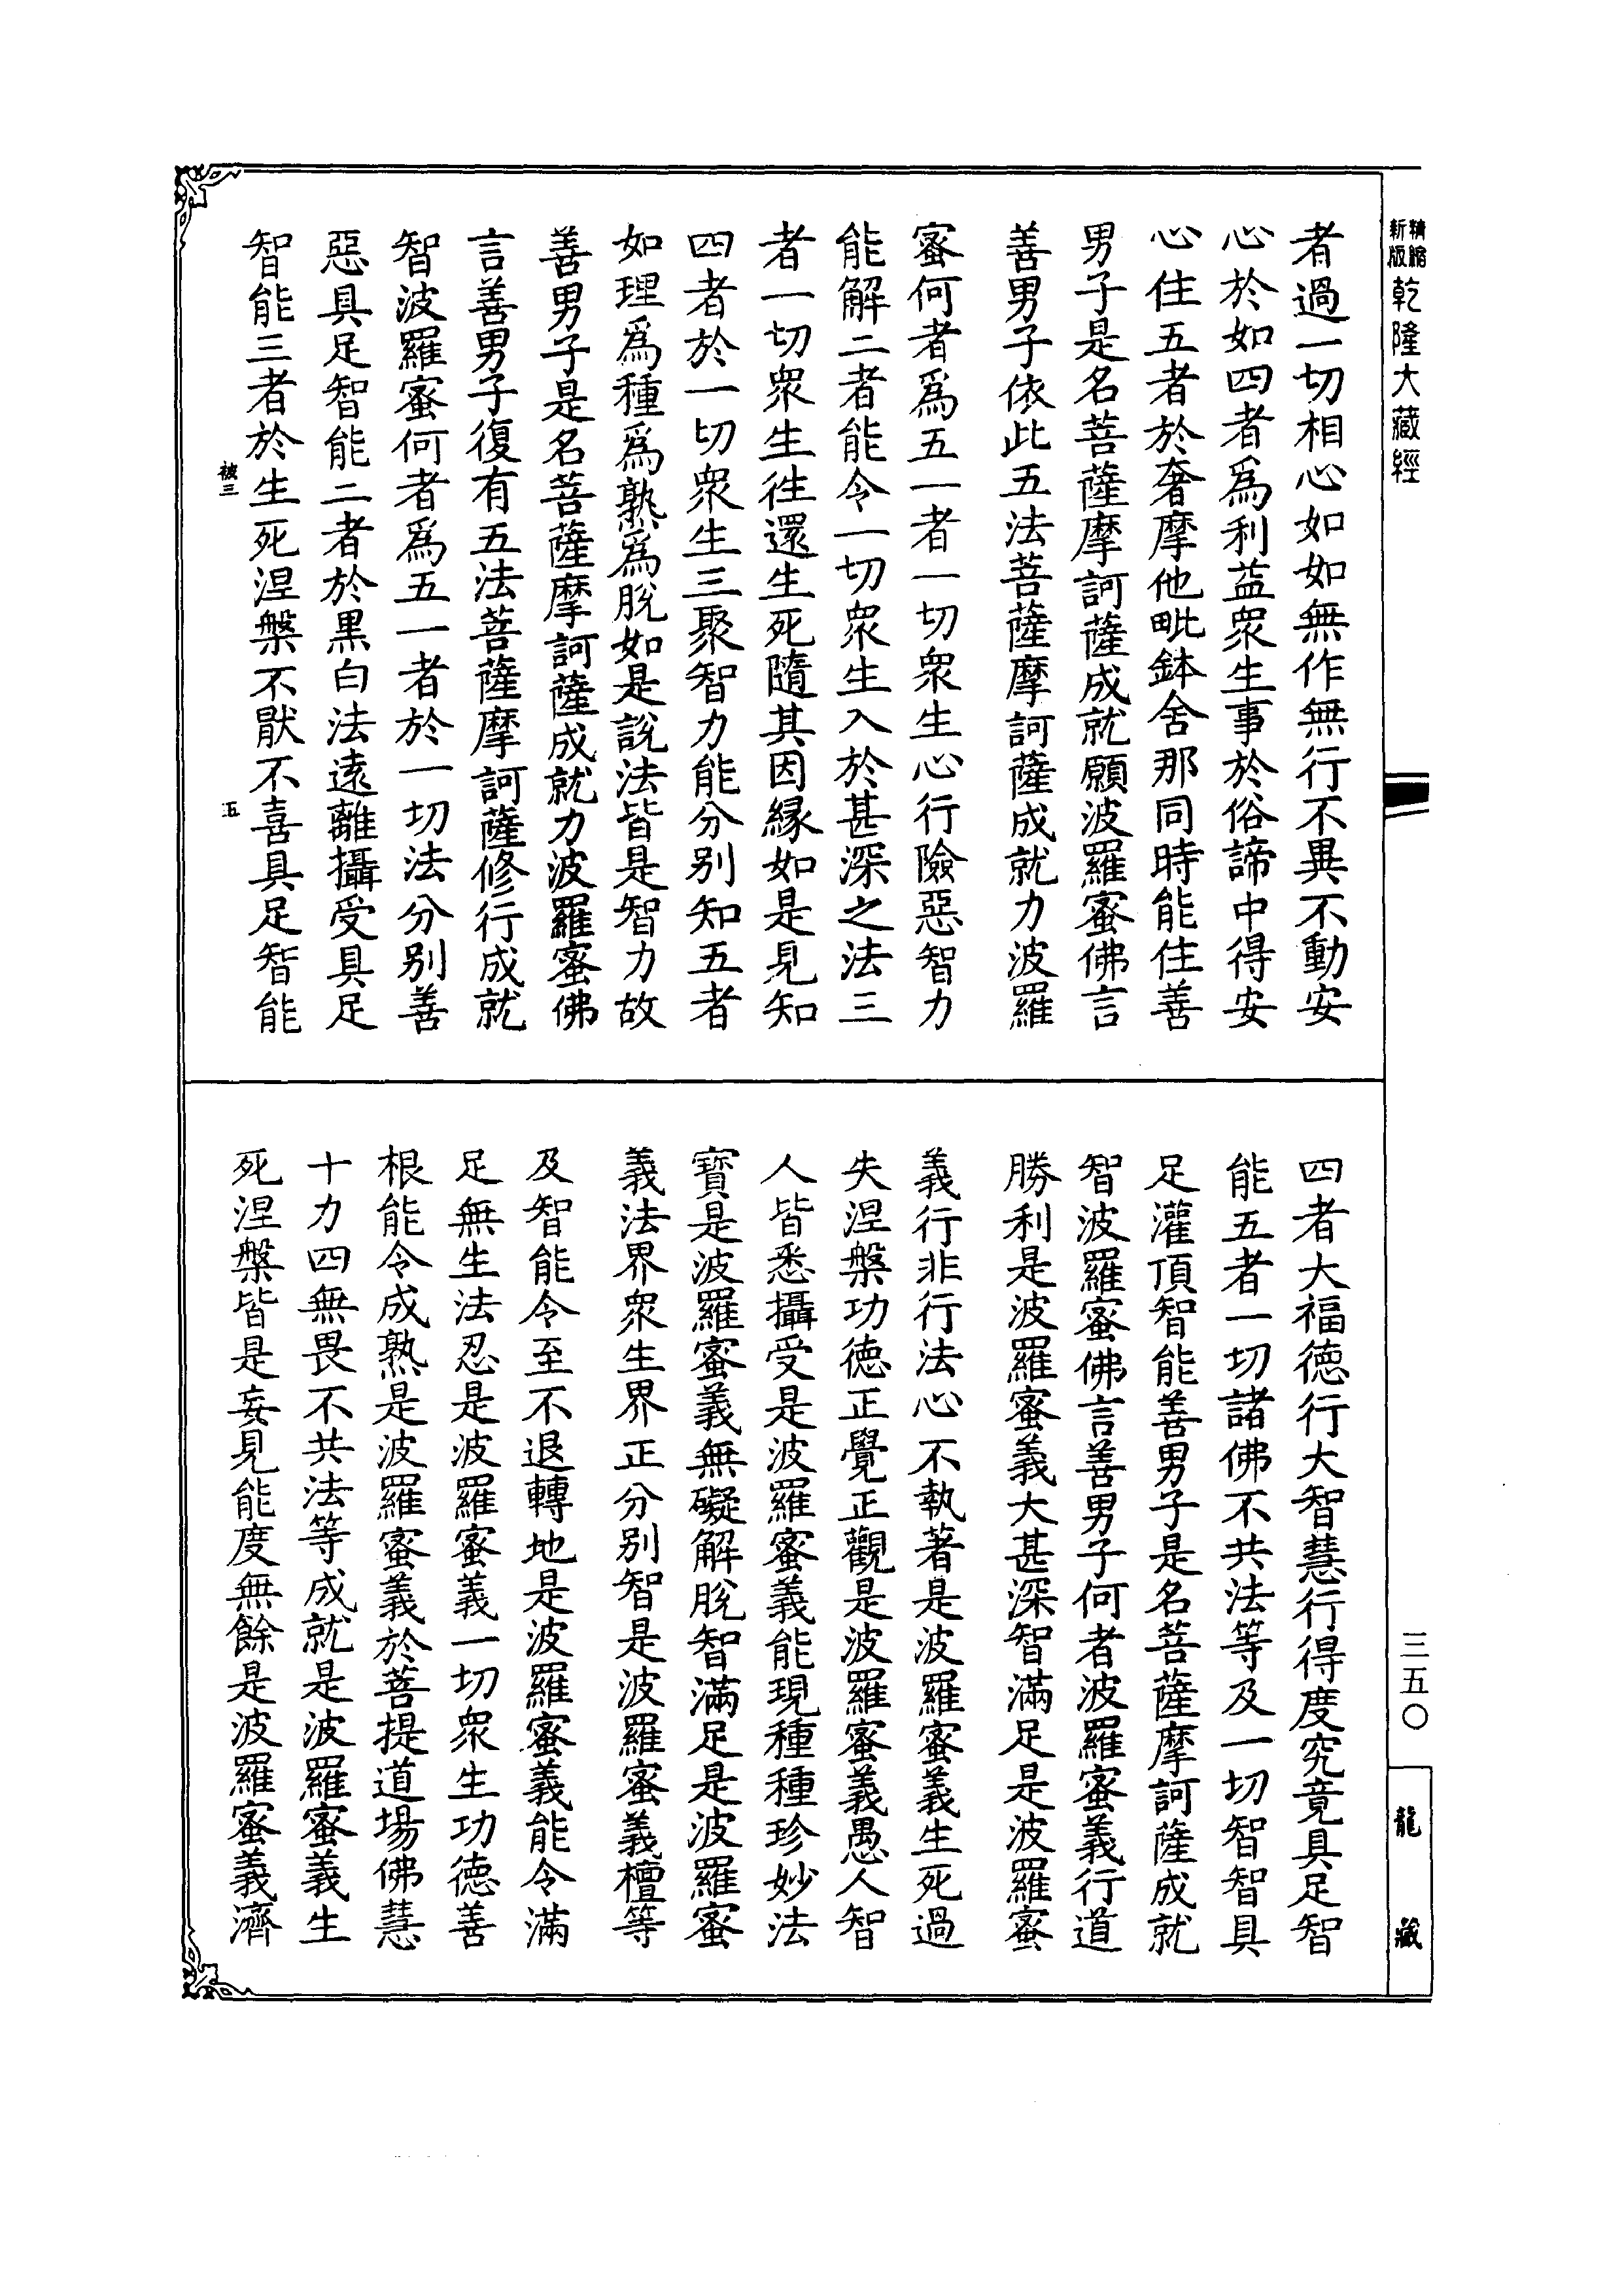 精縮新版乾隆大藏經
者過一切相心如如無作無行不異不動安
心於如四者爲利益衆生事於俗諦中得安
心住五者於奢摩他毗鉢舍那同時能住善
男子是名菩薩摩訶薩成就願波羅蜜佛言
善男子依此五法菩薩摩訶薩成就力波羅
蜜何者爲五一者一切衆生心行險惡智力
能解二者能令一切衆生入於甚深之法三
者一切衆生往還生死隨其因緣如是見知
四者於一切衆生三聚智力能分别知五者
如理爲種爲熟爲脫如是說法皆是智力故
善男子是名菩薩摩訶薩成就力波羅蜜佛
言善男子復有五法菩薩摩訶薩修行成就
智波羅蜜何者爲五一者於一切法分别善
惡具足智能二者於黒白法逺離攝受具足
智能三者於生死涅槃不厭不喜具足智能
被三
五
四者大福德行大智慧行得度究竟具足智
能五者一切諸佛不共法等及一切智智具
足灌頂智能善男子是名菩薩摩訶薩成就
智波羅蜜佛言善男子何者波羅蜜義行道
勝利是波羅蜜義大甚深智滿足是波羅蜜
義行非行法心不執著是波羅蜜義生死過
失涅槃功德正覺正觀是波羅蜜義愚人智
人皆悉攝受是波羅蜜義能現種種珍妙法
寳是波羅蜜義無礙解脫智滿足是波羅蜜
義法界衆生界正分别智是波羅蜜義檀等
及智能令至不退轉地是波羅蜜義能令滿
足無生法忍是波羅蜜義一切衆生功德善
根能令成熟是波羅蜜義於菩提道場佛慧
十力四無畏不共法等成就是波羅蜜義生
死涅槃皆是妄見能度無餘是波羅蜜義濟
三五〇
龍藏